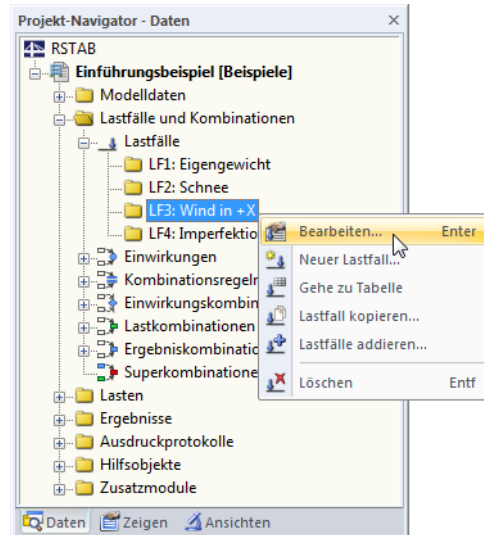 Projekt-Navigator - Daten
RSTAB
Einführungsbeispiel [Beispiele]
Modelldaten
Lastfälle und Kombinationen
Lastfälle
LF1: Eigengewicht
LF2: Schnee
LF3: Wind in +X
LF4: Imperfektio
Einwirkungen
Kombinationsregeln
Einwirkungskombin
Lastkombinationen
Ergebniskombinatio
Superkombinatione
Lasten
Ergebnisse
Ausdruckprotokolle
Hilfsobjekte
Zusatzmodule
Bearbeiten... Enter
Neuer Lastfall...
Gehe zu Tabelle
Lastfall kopieren...
Lastfälle addieren...
Löschen Entf
Daten Zeigen Ansichten